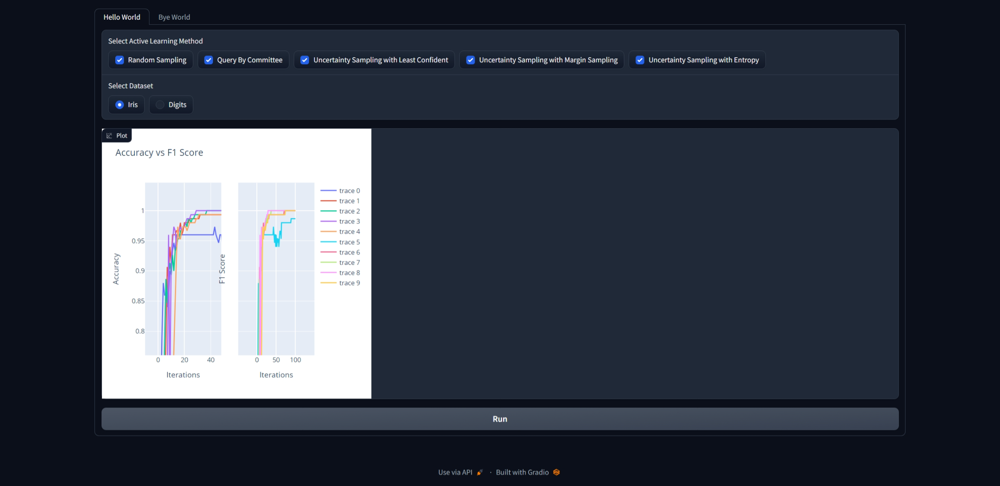 Hello World Bye World
Select Active Learning Method
Random Sampling Query By Committee Uncertainty Sampling with Least Confident Uncertainty Sampling with Margin Sampling Uncertainty Sampling with Entropy
Select Dataset
Iris Digits
Plot
Accuracy vs F1 Score
Accuracy
1
0.95
0.9
0.85
0.8
0 20 40
Iterations
F1 Score
0 50 100
Iterations
trace 0
trace 1
trace 2
trace 3
trace 4
trace 5
trace 6
trace 7
trace 8
trace 9
Run
Use via API · Built with Gradio